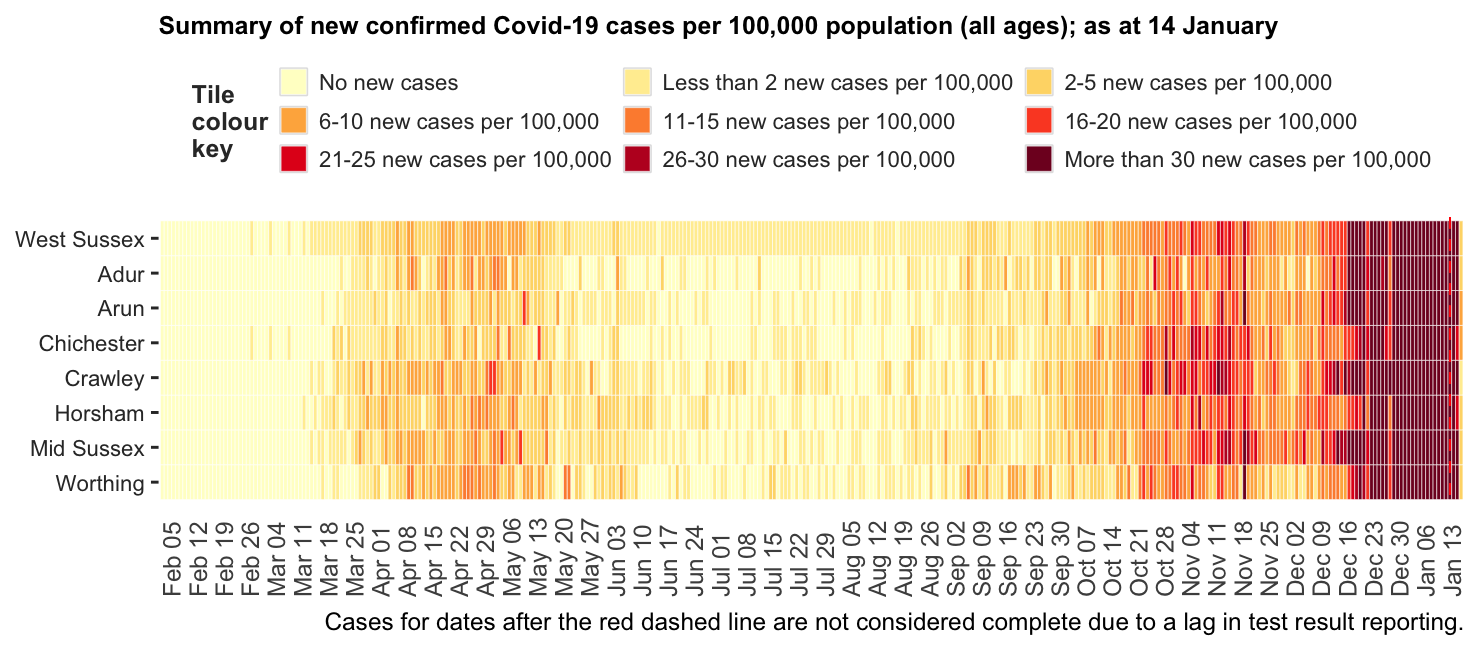 Summary of new confirmed Covid-19 cases per 100,000 population (all ages); as at 14 January
Tile
colour
key
No new cases
Less than 2 new cases per 100,000
2-5 new cases per 100,000
6-10 new cases per 100,000
11-15 new cases per 100,000
16-20 new cases per 100,000
21-25 new cases per 100,000
26-30 new cases per 100,000
More than 30 new cases per 100,000
West Sussex
Adur
Arun
Chichester
Crawley
Horsham
Mid Sussex
Worthing
Feb 05
Feb 12
Feb 19
Feb 26
Mar 04
Mar 11
Mar 18
Mar 25
Apr 01
Apr 08
Apr 15
Apr 22
Apr 29
May 06
May 13
May 20
May 27
Jun 03
Jun 10
Jun 17
Jun 24
Jul 01
Jul 08
Jul 15
Jul 22
Jul 29
Aug 05
Aug 12
Aug 19
Aug 26
Sep 02
Sep 09
Sep 16
Sep 23
Sep 30
Oct 07
Oct 14
Oct 21
Oct 28
Nov 04
Nov 11
Nov 18
Nov 25
Dec 02
Dec 09
Dec 16
Dec 23
Dec 30
Jan 06
Jan 13
Cases for dates after the red dashed line are not considered complete due to a lag in test result reporting.